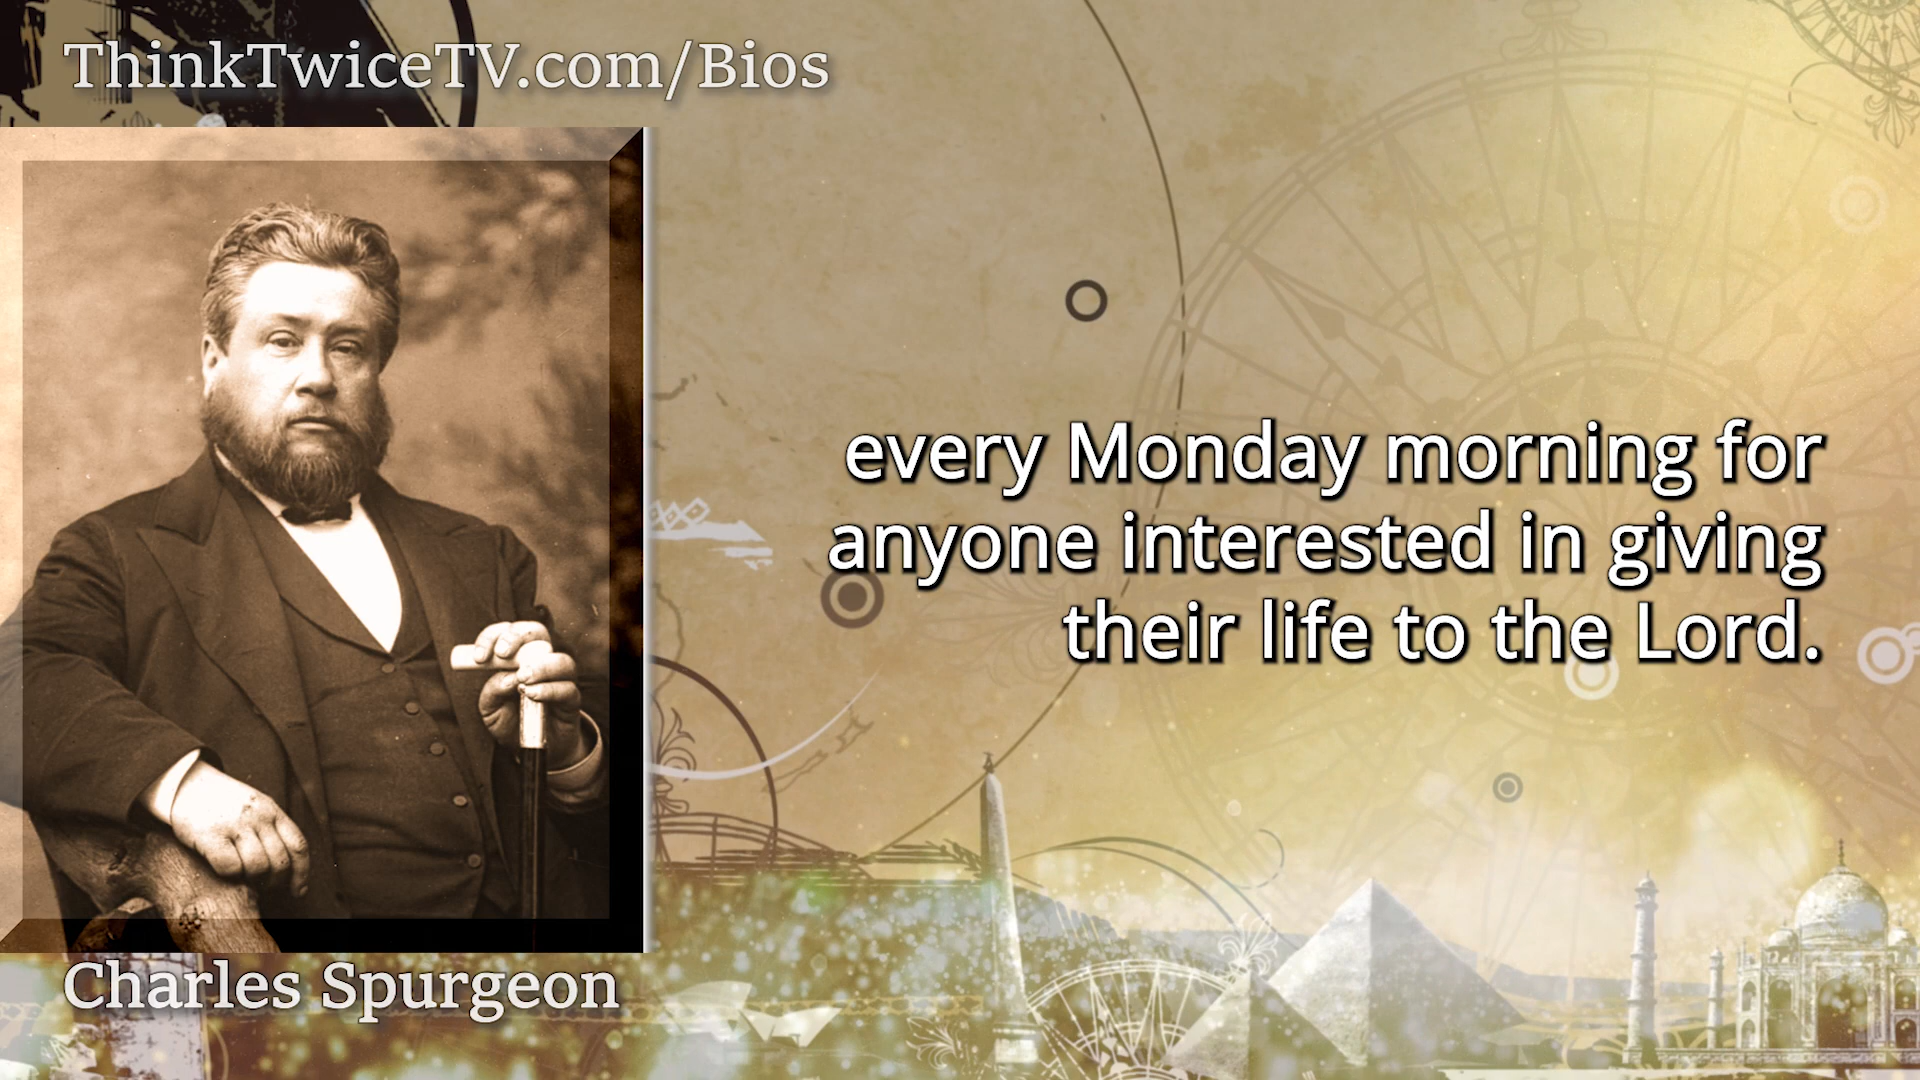 ThinkTwiceTV.com/Bios
every Monday morning for
anyone interested in giving
their life to the Lord.
Charles Spurgeon